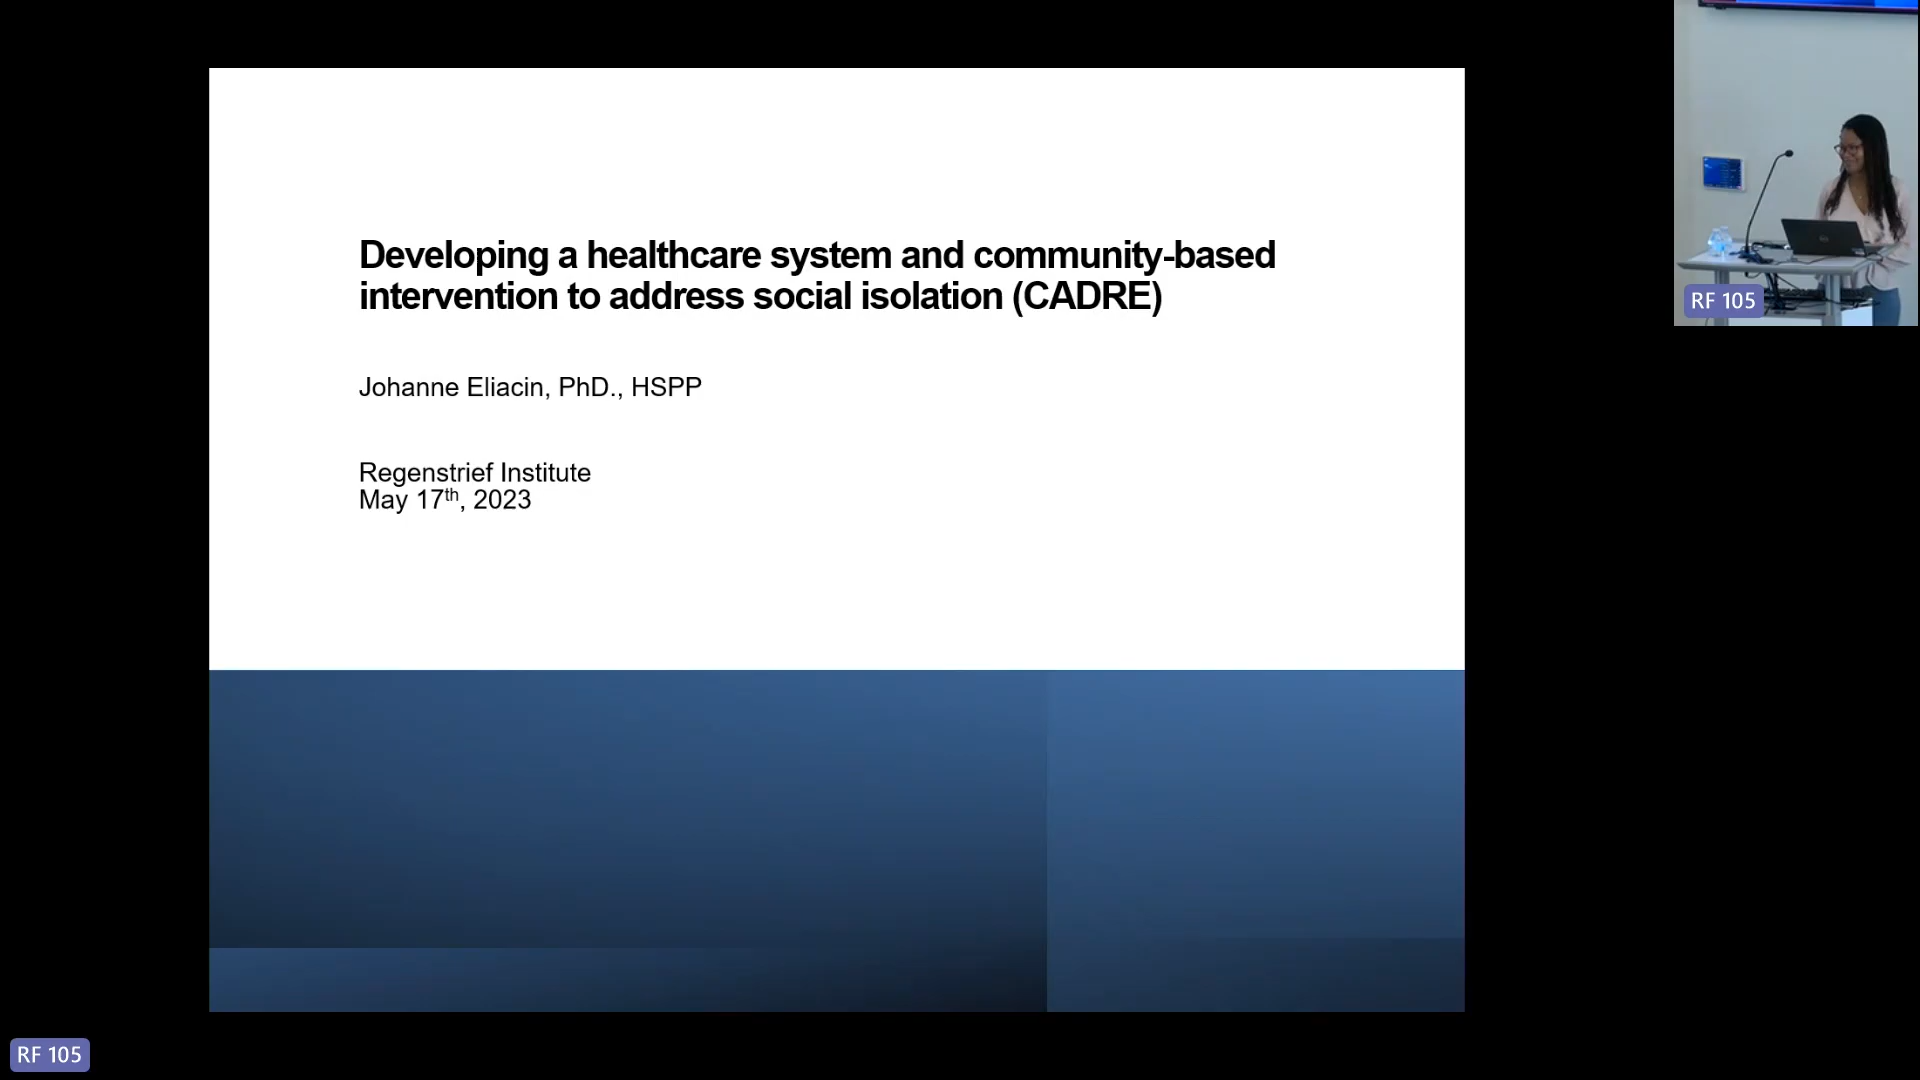 Developing a healthcare system and community-based
intervention to address social isolation (CADRE)
Johanne Eliacin, PhD., HSPP
Regenstrief Institute
May 17th, 2023
RF 105
RF 105